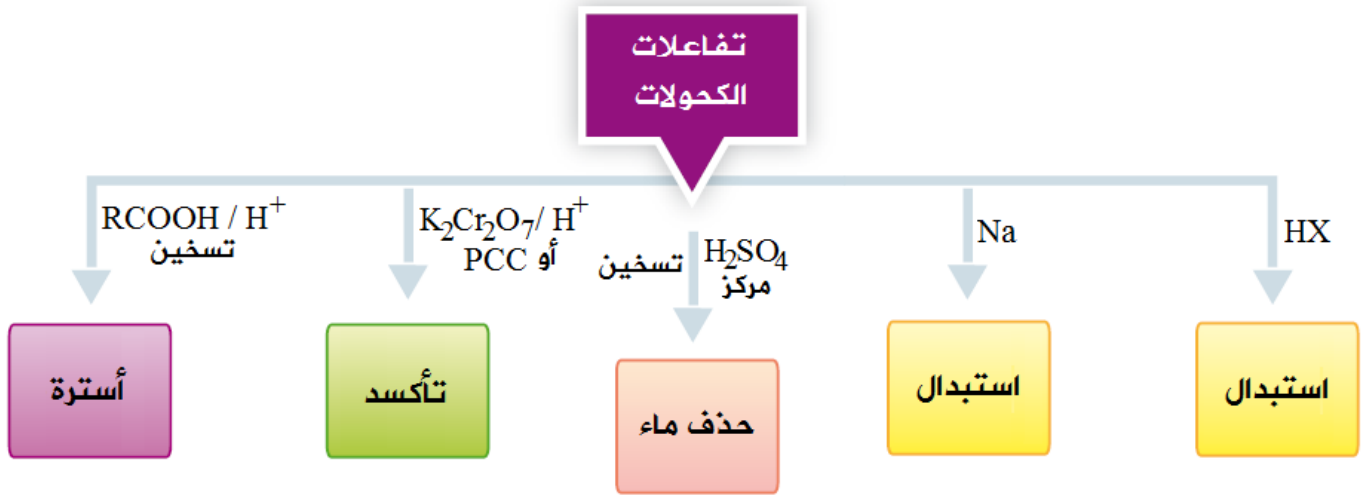 تفاعلات
الكحولات
HX
استبدال
Na
استبدال
H₂SO₄
مركز
تسخين
حذف ماء
K₂Cr₂O₇/ H⁺
أو PCC
تأكسد
RCOOH / H⁺
تسخين
أسترة